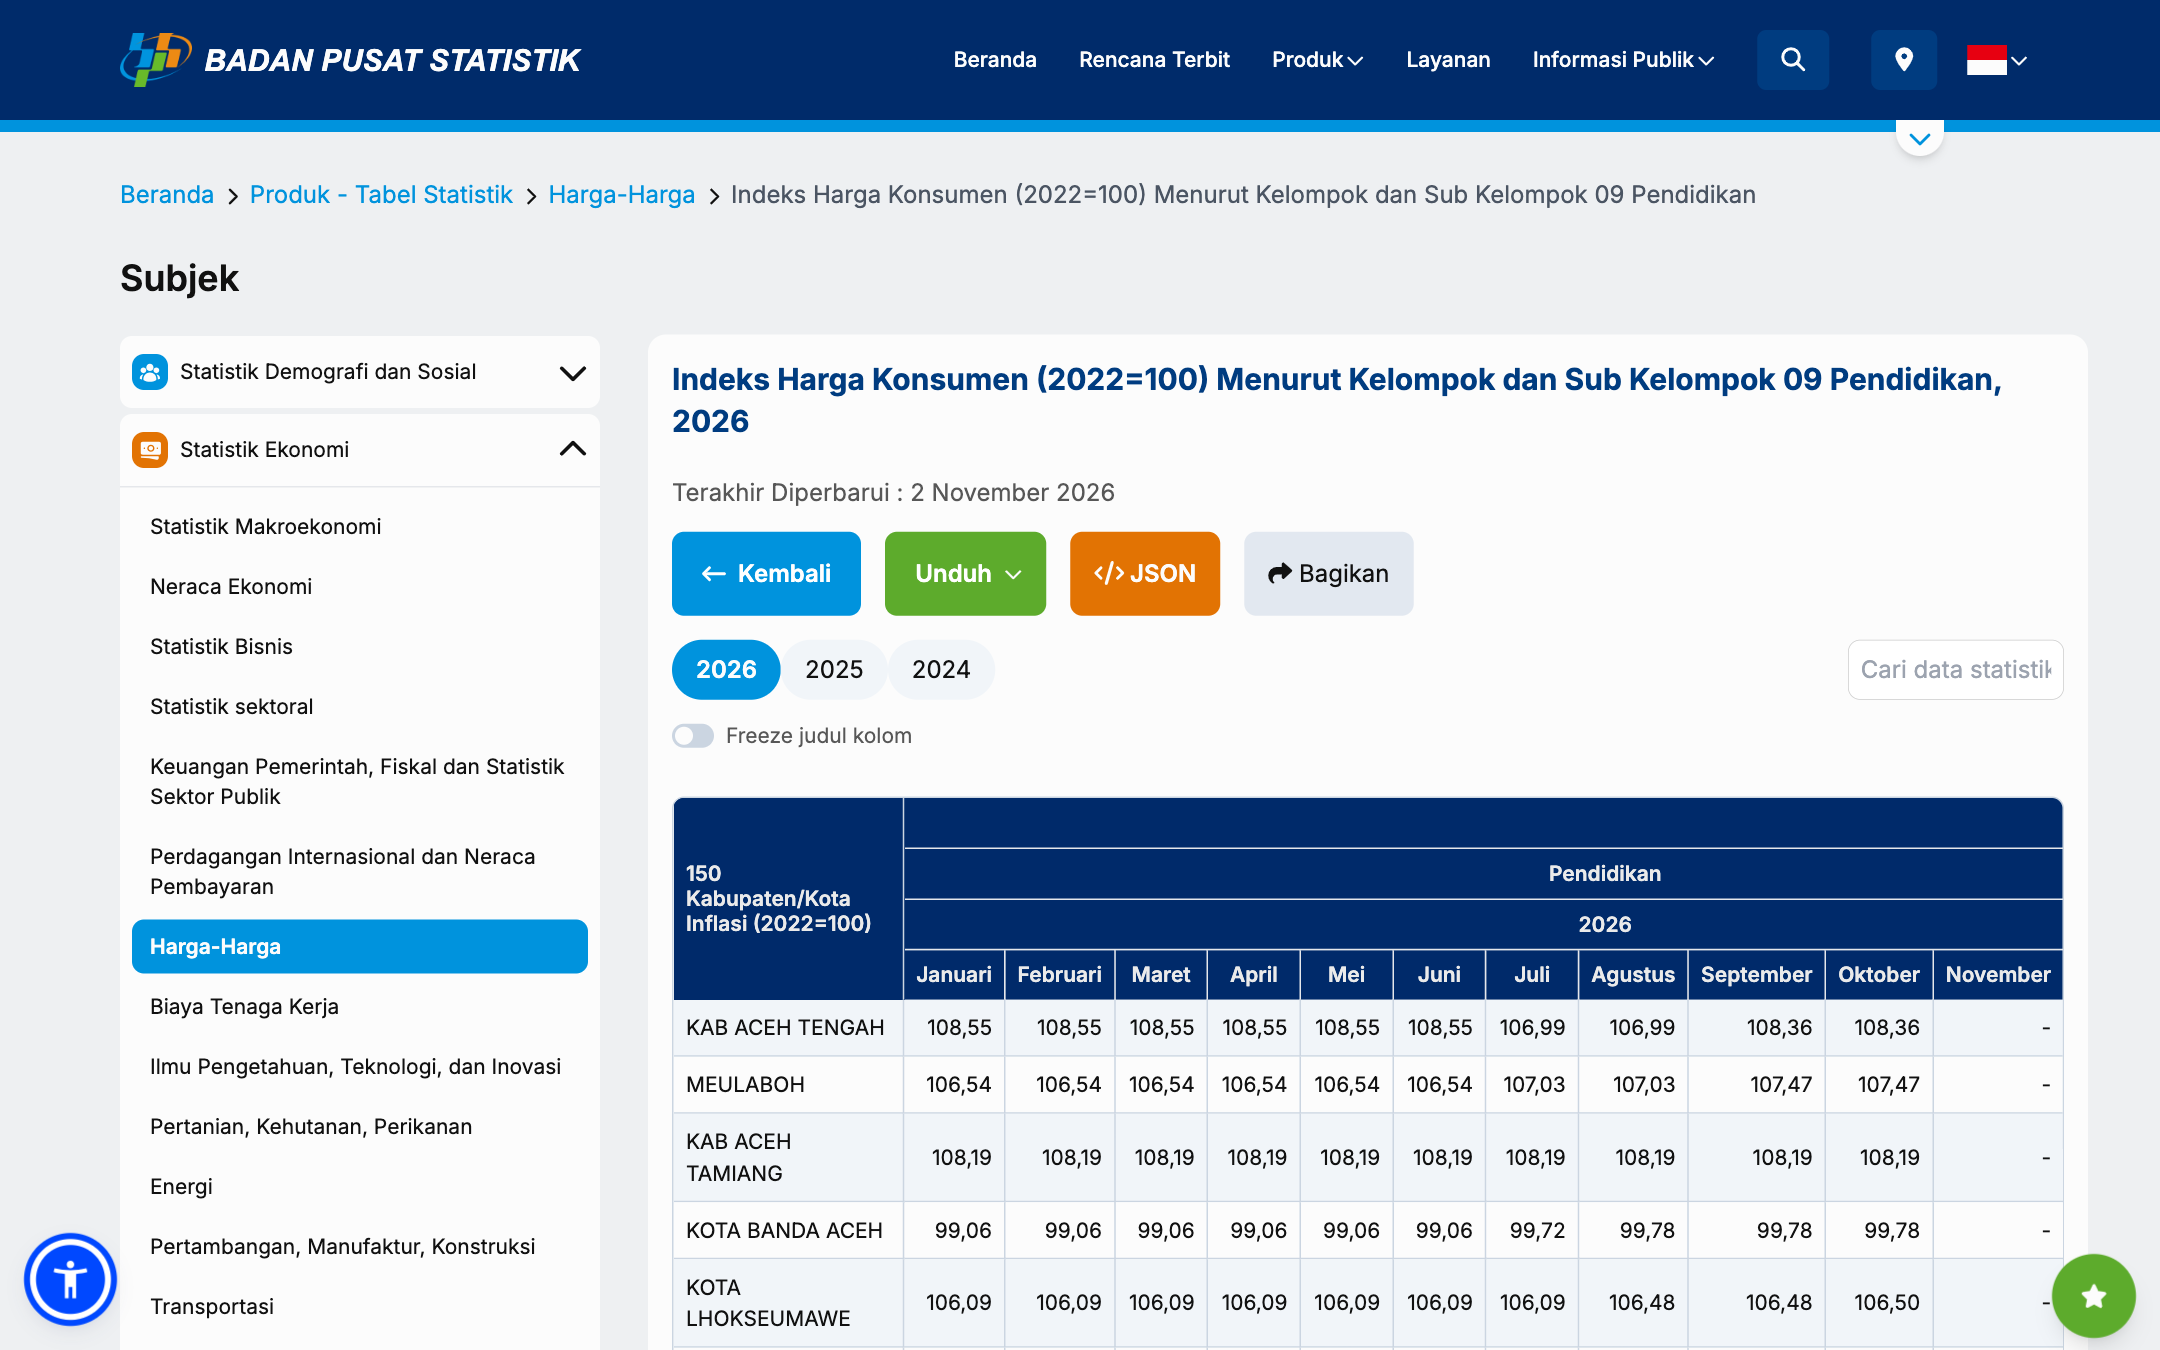 BADAN PUSAT STATISTIK
Beranda
Rencana Terbit
Produk
Layanan
Informasi Publik
Beranda > Produk - Tabel Statistik > Harga-Harga > Indeks Harga Konsumen (2022=100) Menurut Kelompok dan Sub Kelompok 09 Pendidikan
Subjek
Statistik Demografi dan Sosial
Statistik Ekonomi
Statistik Makroekonomi
Neraca Ekonomi
Statistik Bisnis
Statistik sektoral
Keuangan Pemerintah, Fiskal dan Statistik
Sektor Publik
Perdagangan Internasional dan Neraca
Pembayaran
Harga-Harga
Biaya Tenaga Kerja
Ilmu Pengetahuan, Teknologi, dan Inovasi
Pertanian, Kehutanan, Perikanan
Energi
Pertambangan, Manufaktur, Konstruksi
Transportasi
Indeks Harga Konsumen (2022=100) Menurut Kelompok dan Sub Kelompok 09 Pendidikan,
2026
Terakhir Diperbarui : 2 November 2026
Kembali
Unduh
</> JSON
Bagikan
2026
2025
2024
Cari data statistik
Freeze judul kolom
150
Kabupaten/Kota
Inflasi (2022=100)
Pendidikan
2026
Januari Februari Maret April Mei Juni Juli Agustus September Oktober November
KAB ACEH TENGAH 108,55 108,55 108,55 108,55 108,55 108,55 106,99 106,99 108,36 108,36 -
MEULABOH 106,54 106,54 106,54 106,54 106,54 106,54 107,03 107,03 107,47 107,47 -
KAB ACEH
TAMIANG 108,19 108,19 108,19 108,19 108,19 108,19 108,19 108,19 108,19 108,19 -
KOTA BANDA ACEH 99,06 99,06 99,06 99,06 99,06 99,06 99,72 99,78 99,78 99,78 -
KOTA
LHOKSEUMAWE 106,09 106,09 106,09 106,09 106,09 106,09 106,09 106,48 106,48 106,50 -